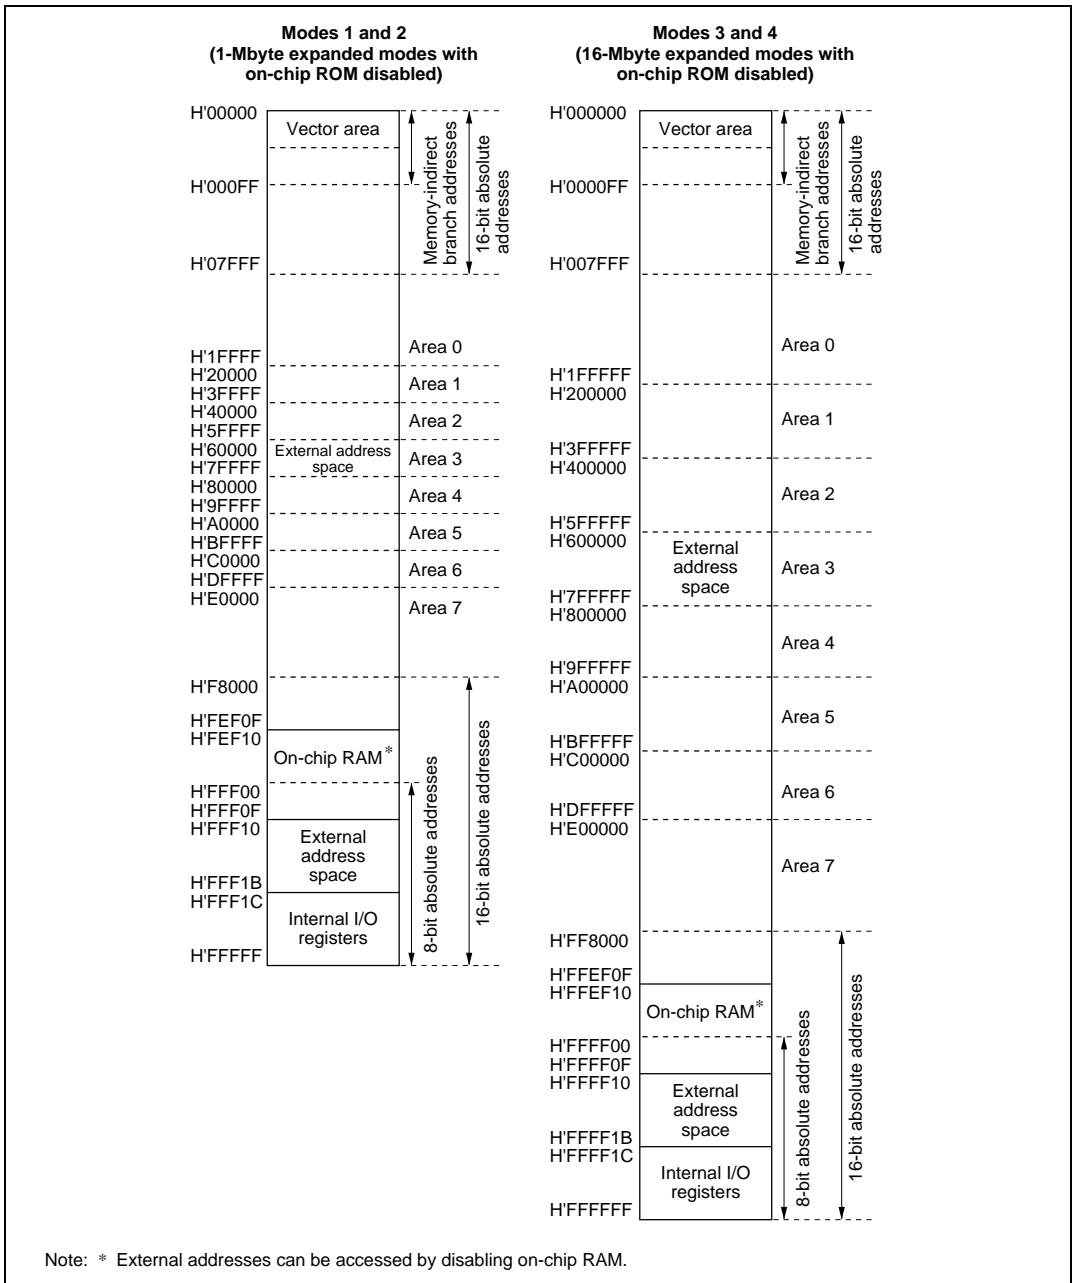 Modes 1 and 2
(1-Mbyte expanded modes with
on-chip ROM disabled)
H'00000
Vector area
H'000FF
H'07FFF
Memory-indirect
branch addresses
16-bit absolute
addresses
H'1FFFF
Area 0
H'20000
H'3FFFF
Area 1
H'40000
H'5FFFF
Area 2
H'60000
H'7FFFF
External address
space
Area 3
H'80000
H'9FFFF
Area 4
H'A0000
H'BFFFF
Area 5
H'C0000
H'DFFFF
Area 6
H'E0000
Area 7
H'F8000
H'FEF0F
H'FEF10
On-chip RAM*
H'FFF00
H'FFF0F
H'FFF10
External
address
space
H'FFF1B
H'FFF1C
Internal I/O
registers
H'FFFFF
8-bit absolute addresses
16-bit absolute addresses
Modes 3 and 4
(16-Mbyte expanded modes with
on-chip ROM disabled)
H'000000
Vector area
H'0000FF
H'007FFF
Memory-indirect
branch addresses
16-bit absolute
addresses
Area 0
H'1FFFFF
H'200000
Area 1
H'3FFFFF
H'400000
Area 2
H'5FFFFF
H'600000
External
address
space
Area 3
H'7FFFFF
H'800000
Area 4
H'9FFFFF
H'A00000
Area 5
H'BFFFFF
H'C00000
Area 6
H'DFFFFF
H'E00000
Area 7
H'FF8000
H'FFEF0F
H'FFEF10
On-chip RAM*
H'FFFF00
H'FFFF0F
H'FFFF10
External
address
space
H'FFFF1B
H'FFFF1C
Internal I/O
registers
H'FFFFFF
8-bit absolute addresses
16-bit absolute addresses
Note: * External addresses can be accessed by disabling on-chip RAM.